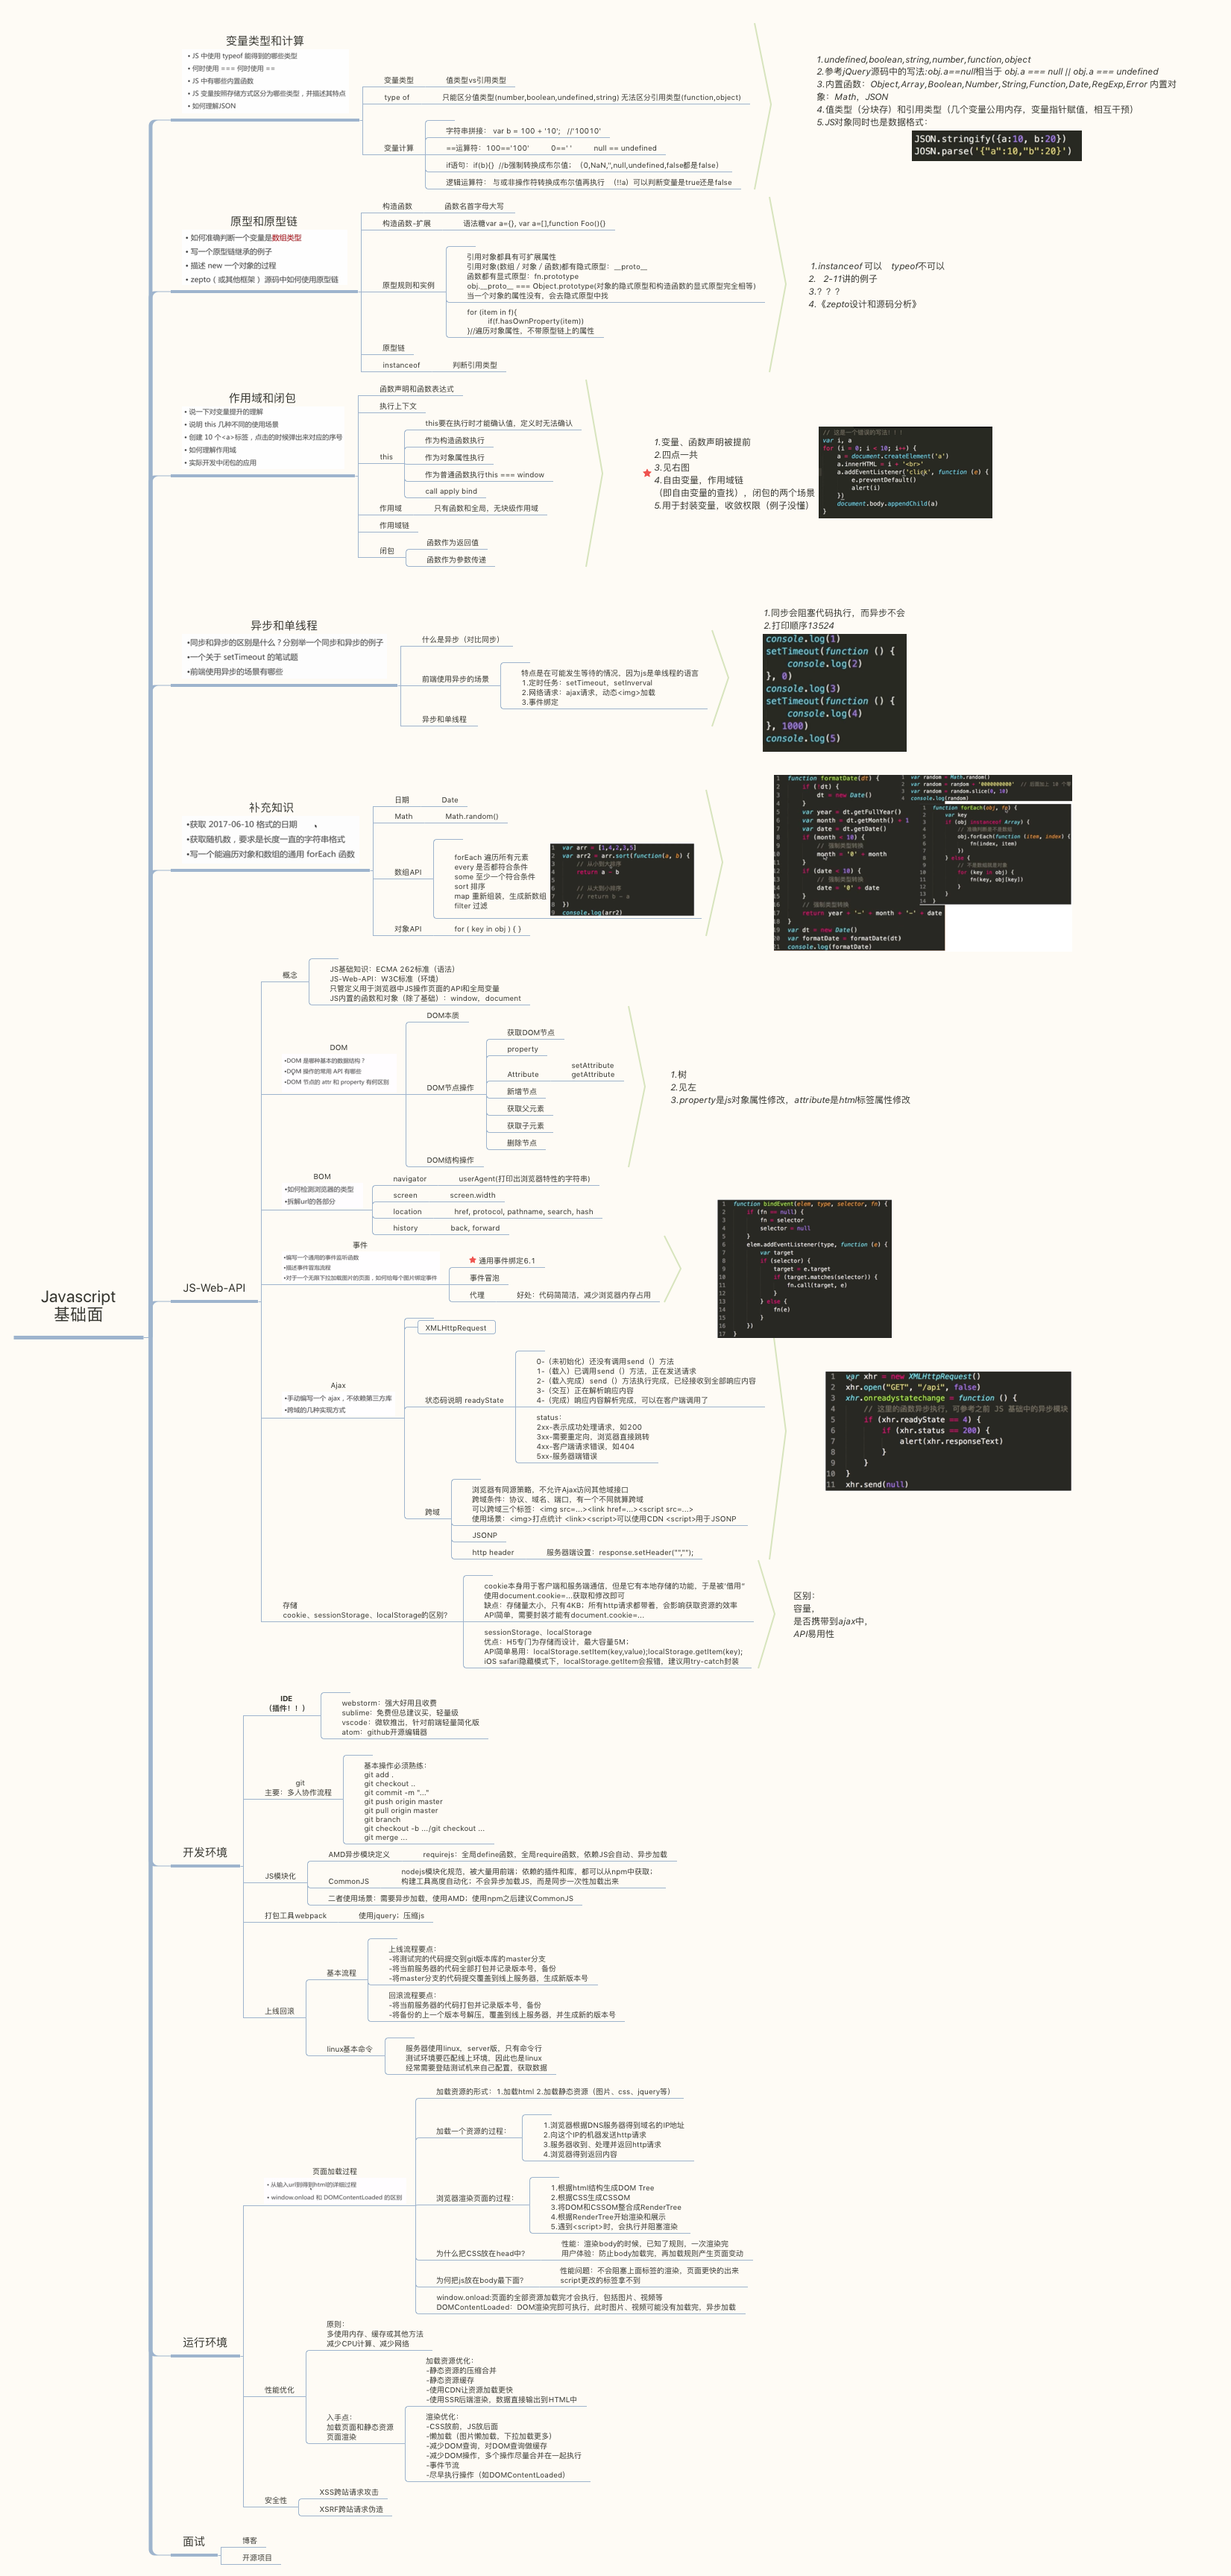 Javascript
基础面
变量类型和计算
• JS 中使用 typeof 能得到的哪些类型
• 何时使用 === 何时使用 ==
• JS 中有哪些内置函数
• JS 变量按照存储方式区分为哪些类型，并描述其特点
• 如何理解JSON
变量类型
值类型vs引用类型
type of
只能区分值类型(number,boolean,undefined,string) 无法区分引用类型(function,object)
变量计算
字符串拼接： var b = 100 + '10'; //'10010'
==运算符：100=='100' 0==' ' null == undefined
if语句：if(b){} //b强制转换成布尔值； （0,NaN,'',null,undefined,false都是false）
逻辑运算符： 与或非操作符转换成布尔值再执行 （!!a）可以判断变量是true还是false
1.undefined,boolean,string,number,function,object
2.参考jQuery源码中的写法:obj.a==null相当于 obj.a === null // obj.a === undefined
3.内置函数：Object,Array,Boolean,Number,String,Function,Date,RegExp,Error 内置对
象：Math，JSON
4.值类型（分块储存）和引用类型（几个变量公用内存，变量指针赋值，相互干预）
5.JS对象同时也是数据格式：
JSON.stringify({a:10, b:20})
JOSN.parse('{"a":10,"b":20}')
原型和原型链
• 如何准确判断一个变量是数组类型
• 写一个原型链继承的例子
• 描述 new 一个对象的过程
• zepto（或其他框架）源码中如何使用原型链
构造函数
函数名首字母大写
构造函数-扩展
语法糖var a={}, var a=[],function Foo(){}
原型规则和实例
引用对象都具有可扩展属性
引用对象(数组 / 对象 / 函数)都有隐式原型：__proto__
函数都有显式原型：fn.prototype
obj.__proto__ === Object.prototype(对象的隐式原型和构造函数的显式原型完全相等)
当一个对象的属性没有，会去隐式原型中找
for (item in f){
if(f.hasOwnProperty(item))
}//遍历对象属性，不带原型链上的属性
原型链
instanceof
判断引用类型
1.instanceof 可以 typeof不可以
2. 2-11讲的例子
3.？？？
4.《zepto设计和源码分析》
作用域和闭包
• 说一下对变量提升的理解
• 说明 this 几种不同的使用场景
• 创建 10 个<a>标签，点击的时候弹出来对应的序号
• 如何理解作用域
• 实际开发中闭包的应用
函数声明和函数表达式
执行上下文
this
this要在执行时才能确认值，定义时无法确认
作为构造函数执行
作为对象属性执行
作为普通函数执行this === window
call apply bind
作用域
只有函数和全局，无块级作用域
作用域链
闭包
函数作为返回值
函数作为参数传递
1.变量、函数声明被提前
2.四点一共
3.见右图
4.自由变量，作用域链
（即自由变量的查找），闭包的两个场景
5.用于封装变量，收敛权限（例子没懂）
// 这是一个错误的写法！！！
var i, a
for (i = 0; i < 10; i++) {
a = document.createElement('a')
a.innerHTML = i + '<br>'
a.addEventListener('click', function (e) {
e.preventDefault()
alert(i)
})
document.body.appendChild(a)
}
异步和单线程
•同步和异步的区别是什么？分别举一个同步和异步的例子
•一个关于 setTimeout 的笔试题
•前端使用异步的场景有哪些
什么是异步（对比同步）
前端使用异步的场景
特点是在可能发生等待的情况，因为js是单线程的语言
1.定时任务：setTimeout，setInverval
2.网络请求：ajax请求，动态<img>加载
3.事件绑定
异步和单线程
1.同步会阻塞代码执行，而异步不会
2.打印顺序13524
console.log(1)
setTimeout(function () {
console.log(2)
}, 0)
console.log(3)
setTimeout(function () {
console.log(4)
}, 1000)
console.log(5)
补充知识
•获取 2017-06-10 格式的日期
•获取随机数，要求是长度一直的字符串格式
•写一个能遍历对象和数组的通用 forEach 函数
日期
Date
Math
Math.random()
数组API
forEach 遍历所有元素
every 是否都符合条件
some 至少一个符合条件
sort 排序
map 重新组装，生成新数组
filter 过滤
1 var arr = [1,4,2,3,5]
2 var arr2 = arr.sort(function(a, b) {
3 // 从小到大排序
4 return a - b
5
6 // 从大到小排序
7 // return b - a
8 })
9 console.log(arr2)
对象API
for ( key in obj ) { }
1 function formatDate(dt) {
2 if (!dt) {
3 dt = new Date()
4 }
5 var year = dt.getFullYear()
6 var month = dt.getMonth() + 1
7 var date = dt.getDate()
8 if (month < 10) {
9 // 强制类型转换
10 month = '0' + month
11 }
12 if (date < 10) {
13 // 强制类型转换
14 date = '0' + date
15 }
16 // 强制类型转换
17 return year + '-' + month + '-' + date
18 }
19 var dt = new Date()
20 var formatDate = formatDate(dt)
21 console.log(formatDate)
1 var random = Math.random()
2 var random = random + '0000000000' // 后面加上 10 个零
3 var random = random.slice(0, 10)
4 console.log(random)
1 function forEach(obj, fn) {
2 var key
3 if (obj instanceof Array) {
4 // 准确判断是不是数组
5 obj.forEach(function (item, index) {
6 fn(index, item)
7 })
8 } else {
9 // 不是数组就是对象
10 for (key in obj) {
11 fn(key, obj[key])
12 }
13 }
14 }
JS-Web-API
概念
JS基础知识：ECMA 262标准（语法）
JS-Web-API：W3C标准（环境）
只管定义用于浏览器中JS操作页面的API和全局变量
JS内置的函数和对象（除了基础）：window，document
DOM
•DOM 是哪种基本的数据结构？
•DOM 操作的常用 API 有哪些
•DOM 节点的 attr 和 property 有何区别
DOM本质
DOM节点操作
获取DOM节点
property
Attribute
setAttribute
getAttribute
新增节点
获取父元素
获取子元素
删除节点
DOM结构操作
1.树
2.见左
3.property是js对象属性修改，attribute是html标签属性修改
BOM
•如何检测浏览器的类型
•拆解url的各部分
navigator
userAgent(打印出浏览器特性的字符串)
screen
screen.width
location
href, protocol, pathname, search, hash
history
back, forward
事件
•编写一个通用的事件监听函数
•描述事件冒泡流程
•对于一个无限下拉加载图片的页面，如何给每个图片绑定事件
通用事件绑定6.1
事件冒泡
代理
好处：代码简简洁，减少浏览器内存占用
1 function bindEvent(elem, type, selector, fn) {
2 if (fn == null) {
3 fn = selector
4 selector = null
5 }
6 elem.addEventListener(type, function (e) {
7 var target
8 if (selector) {
9 target = e.target
10 if (target.matches(selector)) {
11 fn.call(target, e)
12 }
13 } else {
14 fn(e)
15 }
16 })
17 }
Ajax
•手动编写一个 ajax，不依赖第三方库
•跨域的几种实现方式
XMLHttpRequest
状态码说明 readyState
0-（未初始化）还没有调用send（）方法
1-（载入）已调用send（）方法，正在发送请求
2-（载入完成）send（）方法执行完成，已经接收到全部响应内容
3-（交互）正在解析响应内容
4-（完成）响应内容解析完成，可以在客户端调用了
status：
2xx-表示成功处理请求，如200
3xx-需要重定向，浏览器直接跳转
4xx-客户端请求错误，如404
5xx-服务器端错误
跨域
浏览器有同源策略，不允许Ajax访问其他域接口
跨域条件：协议、域名、端口，有一个不同就算跨域
可以跨域三个标签：<img src=...><link href=...><script src=...>
使用场景：<img>打点统计 <link><script>可以使用CDN <script>用于JSONP
JSONP
http header
服务器端设置：response.setHeader("","");
1 var xhr = new XMLHttpRequest()
2 xhr.open("GET", "/api", false)
3 xhr.onreadystatechange = function () {
4 // 这里的函数异步执行，可参考之前 JS 基础中的异步模块
5 if (xhr.readyState == 4) {
6 if (xhr.status == 200) {
7 alert(xhr.responseText)
8 }
9 }
10 }
11 xhr.send(null)
存储
cookie、sessionStorage、localStorage的区别？
cookie本身用于客户端和服务端通信，但是它有本地存储的功能，于是被"借用"
使用document.cookie=...获取和修改即可
缺点：存储量太小，只有4KB；所有http请求都带着，会影响获取资源的效率
API简单，需要封装才能有document.cookie=...
sessionStorage、localStorage
优点：H5专门为存储而设计，最大容量5M；
API简单易用：localStorage.setItem(key,value);localStorage.getItem(key);
iOS safari隐藏模式下，localStorage.getItem会报错，建议用try-catch封装
区别：
容量，
是否携带到ajax中，
API易用性
开发环境
IDE
（插件！！）
webstorm：强大好用且收费
sublime：免费但总建议买，轻量级
vscode：微软推出，针对前端轻量简化版
atom：github开源编辑器
git
主要：多人协作流程
基本操作必须熟练：
git add .
git checkout ..
git commit -m "..."
git push origin master
git pull origin master
git branch
git checkout -b .../git checkout ...
git merge ...
JS模块化
AMD异步模块定义
requirejs：全局define函数，全局require函数，依赖JS会自动、异步加载
CommonJS
nodejs模块化规范，被大量用前端；依赖的插件和库，都可以从npm中获取；
构建工具高度自动化；不会异步加载JS，而是同步一次性加载出来
二者使用场景：需要异步加载，使用AMD；使用npm之后建议CommonJS
打包工具webpack
使用jquery；压缩js
上线回滚
基本流程
上线流程要点：
-将测试完的代码提交到git版本库的master分支
-将当前服务器的代码全部打包并记录版本号，备份
-将master分支的代码提交覆盖到线上服务器，生成新版本号
回滚流程要点：
-将当前服务器的代码打包并记录版本号，备份
-将备份的上一个版本号解压，覆盖到线上服务器，并生成新的版本号
linux基本命令
服务器使用linux，server版，只有命令行
测试环境要匹配线上环境，因此也是linux
经常需要登陆测试机来自己配置，获取数据
运行环境
页面加载过程
• 从输入url到得到html的详细过程
• window.onload 和 DOMContentLoaded 的区别
加载资源的形式：1.加载html 2.加载静态资源（图片、css、jquery等）
加载一个资源的过程：
1.浏览器根据DNS服务器得到域名的IP地址
2.向这个IP的机器发送http请求
3.服务器收到、处理并返回http请求
4.浏览器得到返回内容
浏览器渲染页面的过程：
1.根据html结构生成DOM Tree
2.根据CSS生成CSSOM
3.将DOM和CSSOM整合成RenderTree
4.根据RenderTree开始渲染和展示
5.遇到<script>时，会执行并阻塞渲染
为什么把CSS放在head中？
性能：渲染body的时候，已知了规则，一次渲染完
用户体验：防止body加载完，再加载规则产生页面变动
为何把js放在body最下面？
性能问题：不会阻塞上面标签的渲染，页面更快的出来
script更改的标签拿不到
window.onload:页面的全部资源加载完才会执行，包括图片、视频等
DOMContentLoaded：DOM渲染完即可执行，此时图片、视频可能没有加载完，异步加载
性能优化
原则：
多使用内存、缓存或其他方法
减少CPU计算、减少网络
入手点：
加载页面和静态资源
页面渲染
加载资源优化：
-静态资源的压缩合并
-静态资源缓存
-使用CDN让资源加载更快
-使用SSR后端渲染，数据直接输出到HTML中
渲染优化：
-CSS放前，JS放后面
-懒加载（图片懒加载，下拉加载更多）
-减少DOM查询，对DOM查询做缓存
-减少DOM操作，多个操作尽量合并在一起执行
-事件节流
-尽早执行操作（如DOMContentLoaded）
安全性
XSS跨站请求攻击
XSRF跨站请求伪造
面试
博客
开源项目